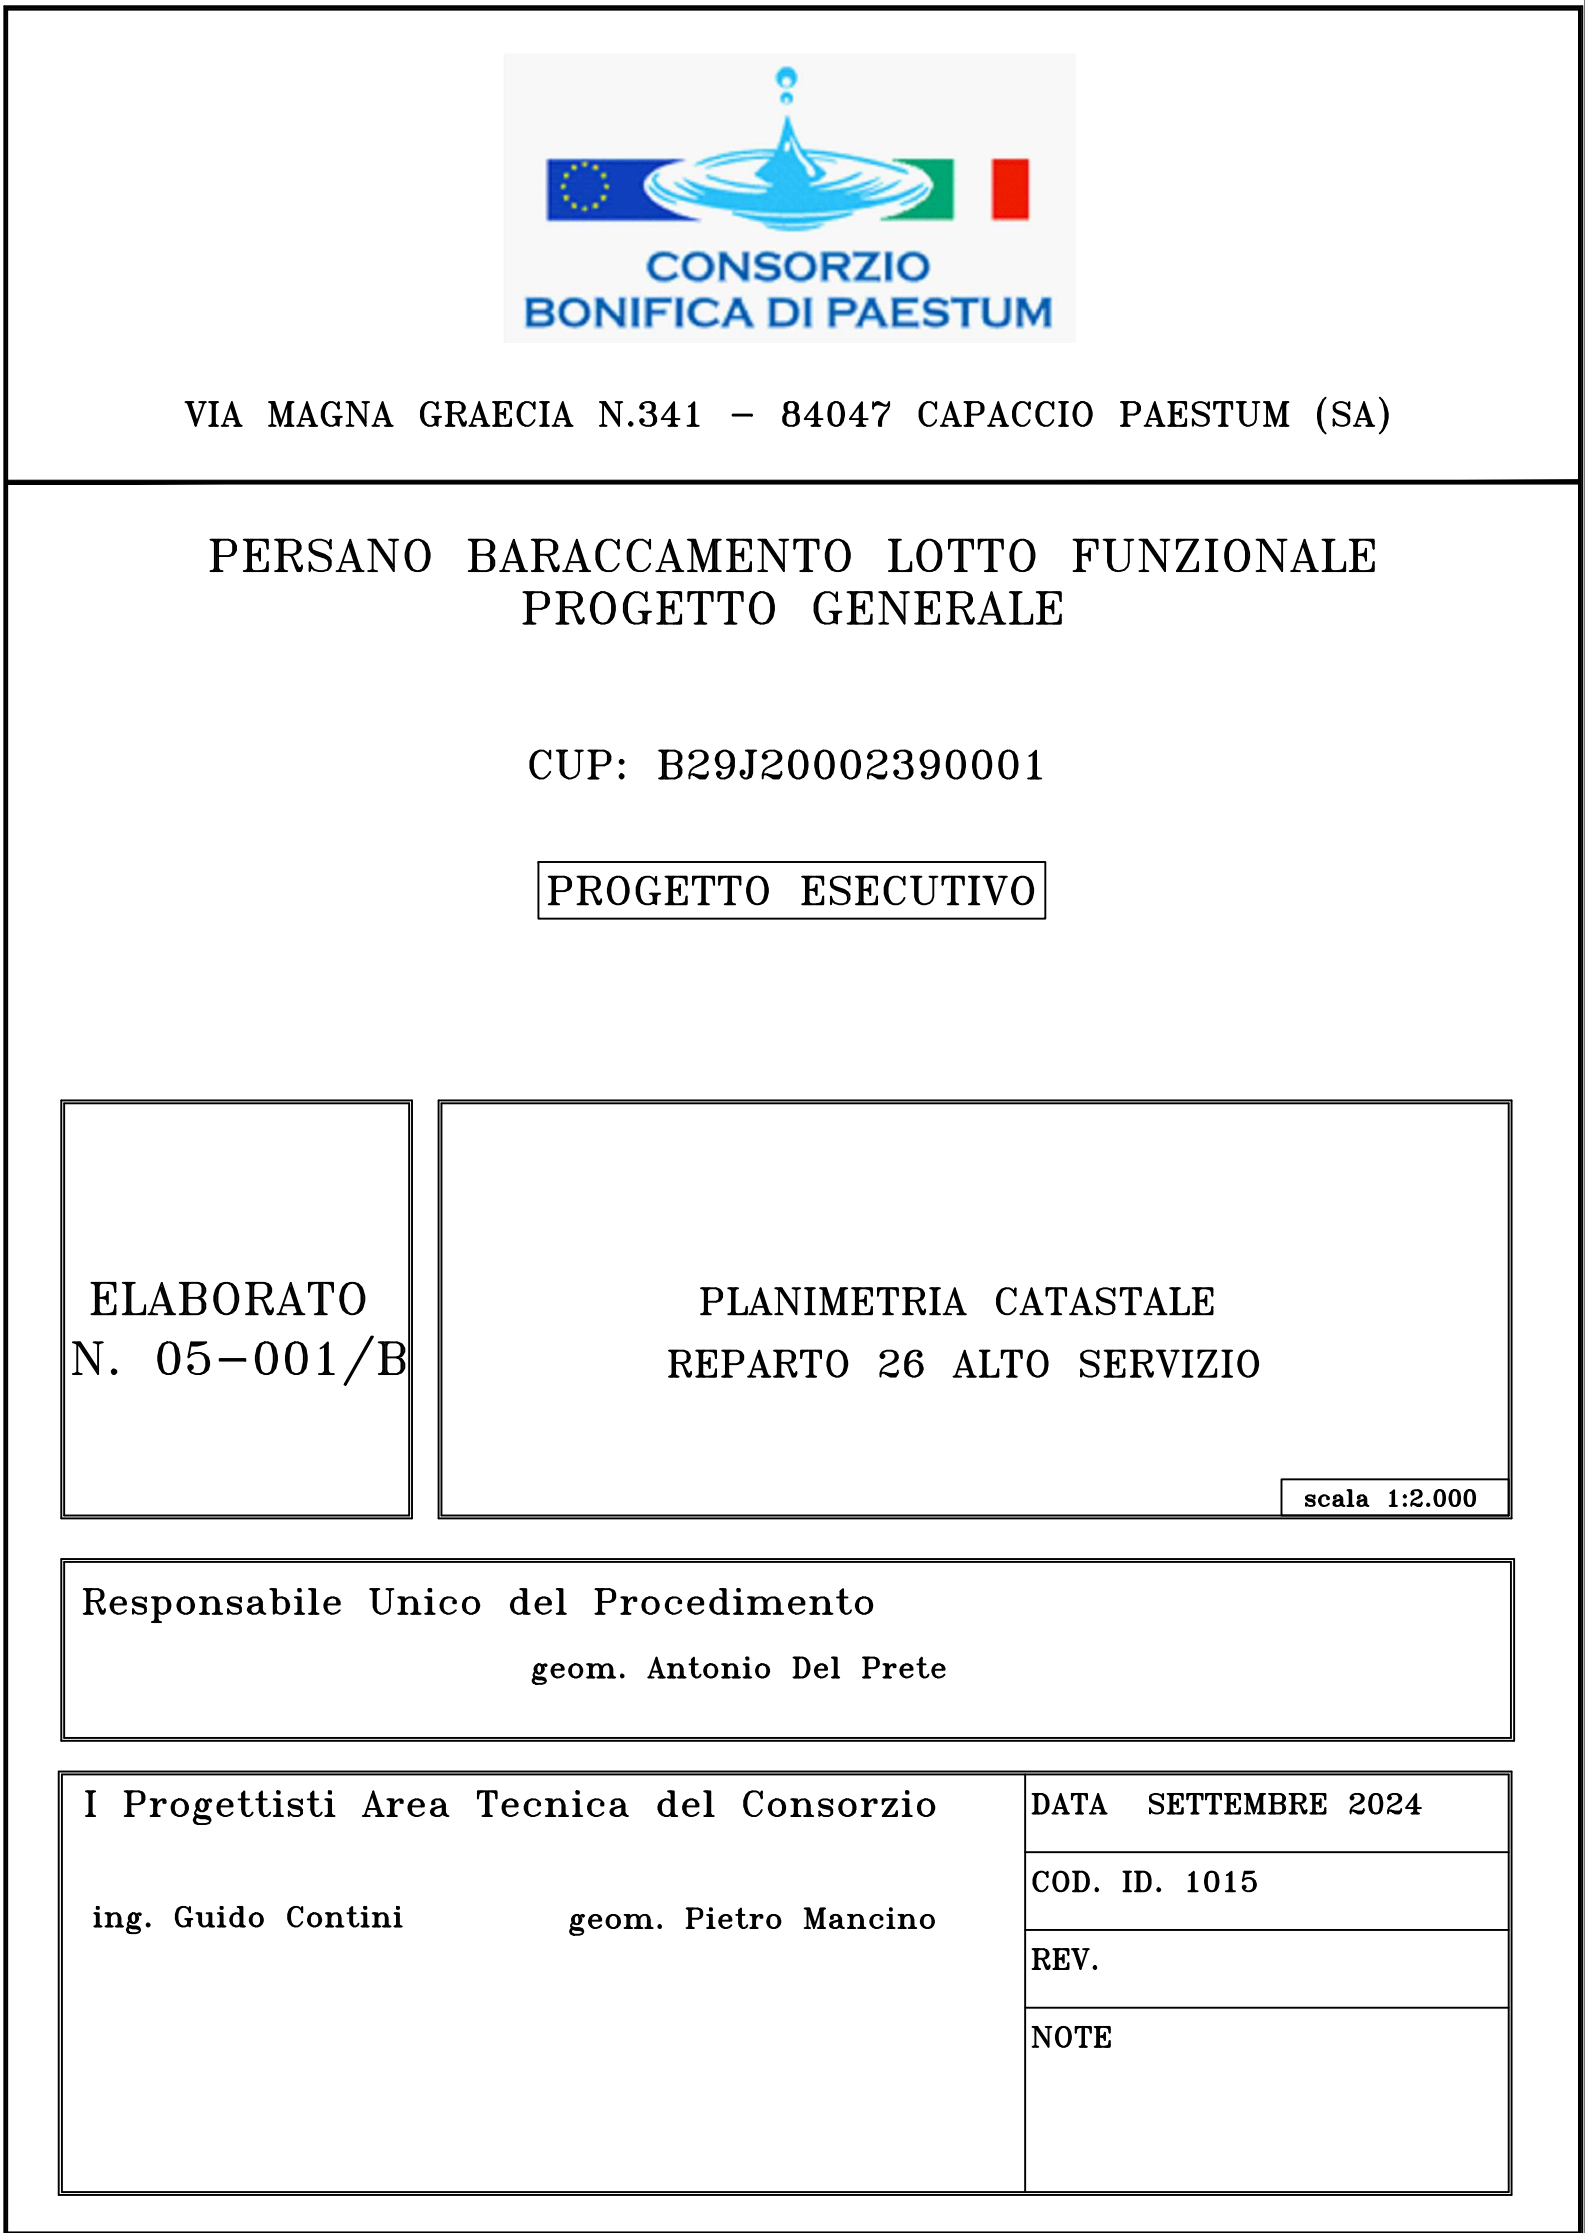 CONSORZIO
BONIFICA DI PAESTUM
VIA MAGNA GRAECIA N.341 - 84047 CAPACCIO PAESTUM (SA)
PERSANO BARACCAMENTO LOTTO FUNZIONALE
PROGETTO GENERALE
CUP: B29J20002390001
PROGETTO ESECUTIVO
ELABORATO
N. 05-001/B
PLANIMETRIA CATASTALE
REPARTO 26 ALTO SERVIZIO
scala 1:2.000
Responsabile Unico del Procedimento
geom. Antonio Del Prete
I Progettisti Area Tecnica del Consorzio
ing. Guido Contini
geom. Pietro Mancino
DATA SETTEMBRE 2024
COD. ID. 1015
REV.
NOTE